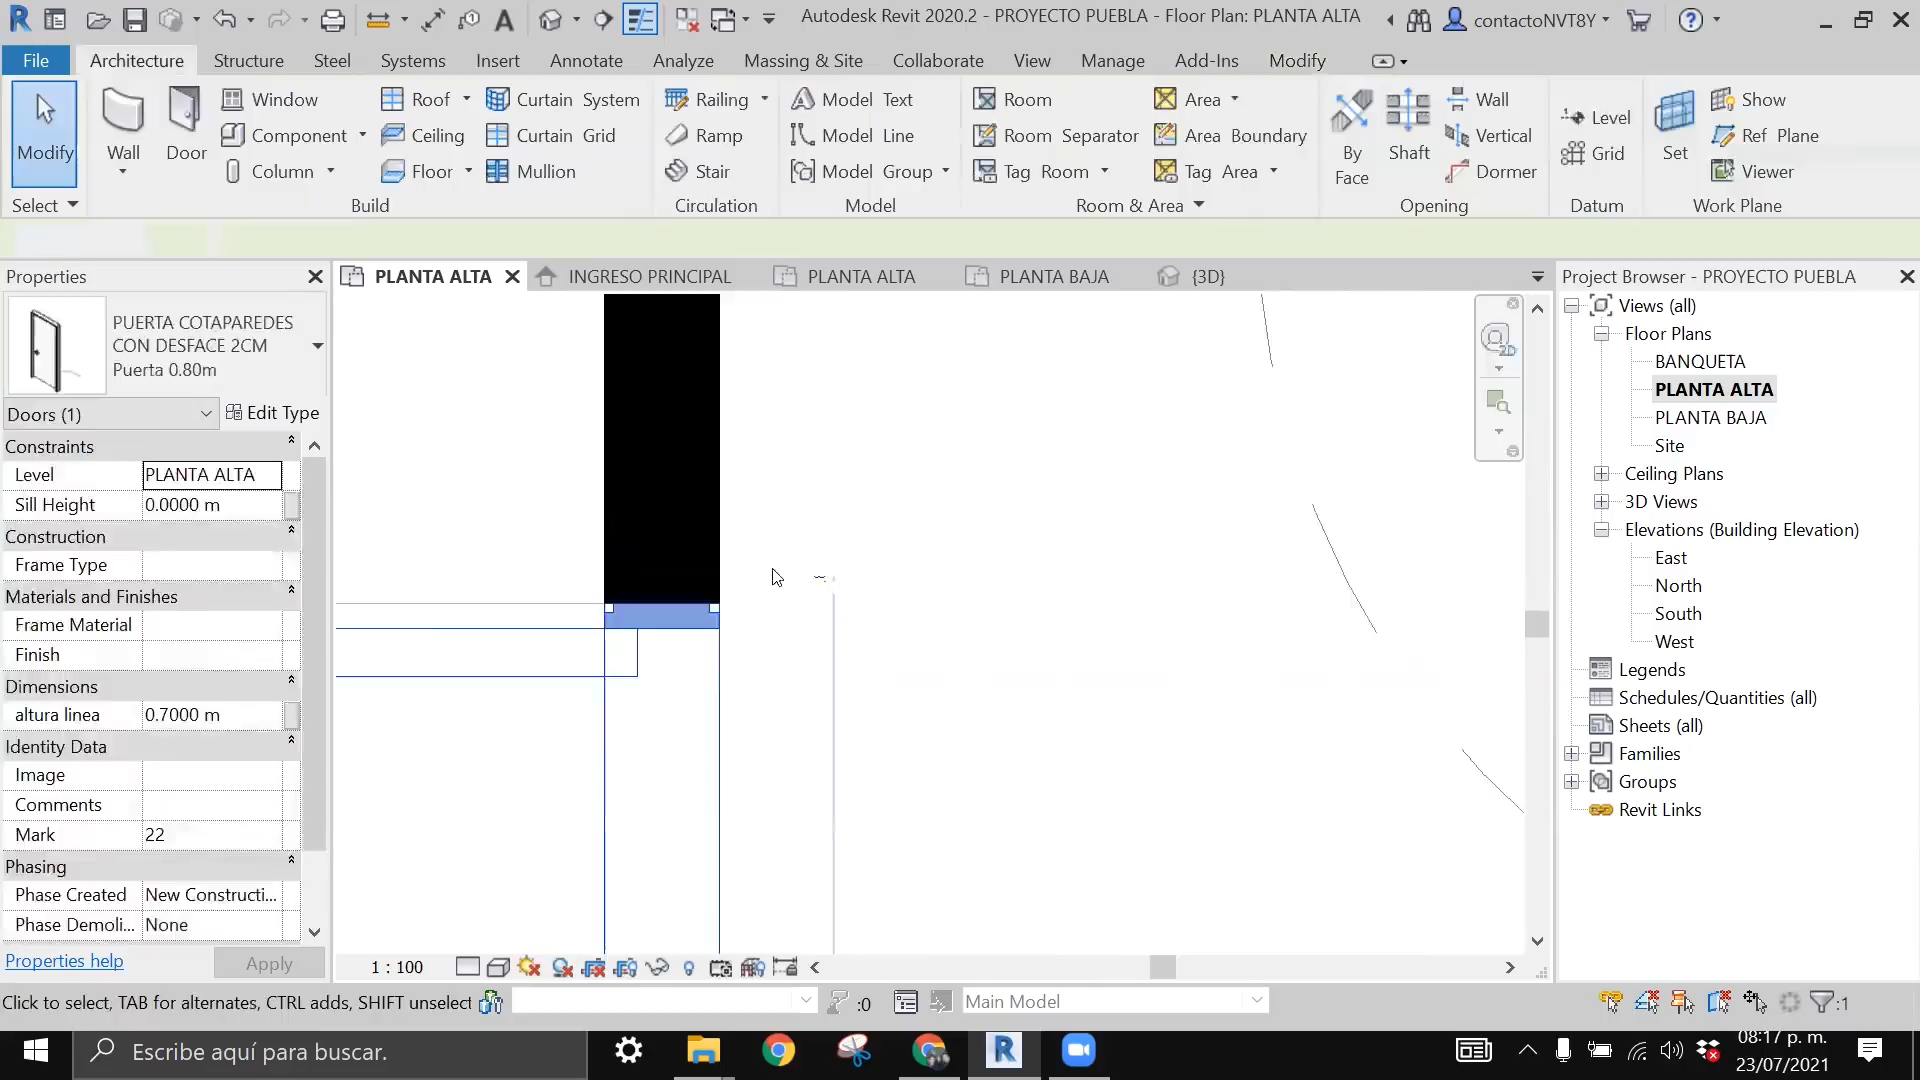 Autodesk Revit 2020.2 - PROYECTO PUEBLA - Floor Plan: PLANTA ALTA
contactoNVT8Y
File Architecture Structure Steel Systems Insert Annotate Analyze Massing & Site Collaborate View Manage Add-Ins Modify
Modify
Select
Wall
Door
Window
Component
Column
Roof
Ceiling
Floor
Curtain System
Curtain Grid
Mullion
Build
Railing
Ramp
Stair
Circulation
Model Text
Model Line
Model Group
Model
Room
Room Separator
Tag Room
Area
Area Boundary
Tag Area
Room & Area
By
Face
Shaft
Wall
Vertical
Dormer
Opening
Level
Grid
Datum
Set
Show
Ref Plane
Viewer
Work Plane
Properties
PUERTA COTAPAREDES
CON DESFACE 2CM
Puerta 0.80m
Doors (1)
Edit Type
Constraints
Level PLANTA ALTA
Sill Height 0.0000 m
Construction
Frame Type
Materials and Finishes
Frame Material
Finish
Dimensions
altura linea 0.7000 m
Identity Data
Image
Comments
Mark 22
Phasing
Phase Created New Constructi...
Phase Demoli... None
Properties help
Apply
PLANTA ALTA
INGRESO PRINCIPAL
PLANTA ALTA
PLANTA BAJA
{3D}
2D
1 : 100
Project Browser - PROYECTO PUEBLA
Views (all)
Floor Plans
BANQUETA
PLANTA ALTA
PLANTA BAJA
Site
Ceiling Plans
3D Views
Elevations (Building Elevation)
East
North
South
West
Legends
Schedules/Quantities (all)
Sheets (all)
Families
Groups
Revit Links
Click to select, TAB for alternates, CTRL adds, SHIFT unselect
:0
Main Model
:1
Escribe aquí para buscar.
08:17 p. m.
23/07/2021